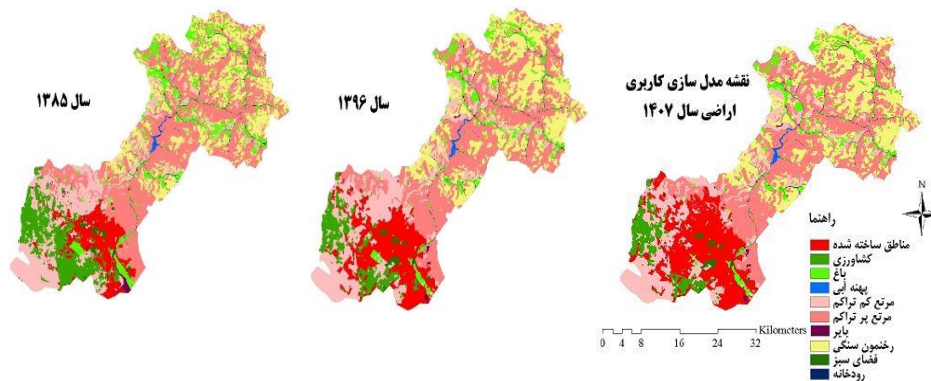 سال ۱۳۸۵
سال ۱۳۹۶
نقشه مدل سازی کاربری
اراضی سال ۱۴۰۷
N
راهنما
مناطق ساخته شده
کشاورزی
باغ
پهنه آبی
مرتع کم تراکم
مرتع پر تراکم
بایر
رخنمون سنگی
فضای سبز
رودخانه
Kilometers
0 4 8 16 24 32